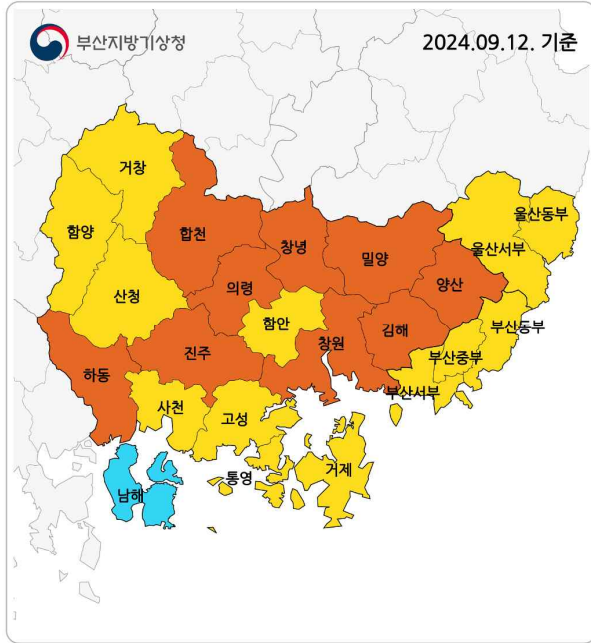 부산지방기상청
2024.09.12. 기준
거창
함양
합천
창녕
밀양
울산동부
울산서부
산청
의령
양산
함안
창원
김해
부산동부
진주
부산중부
하동
사천
고성
부산서부
통영
거제
남해